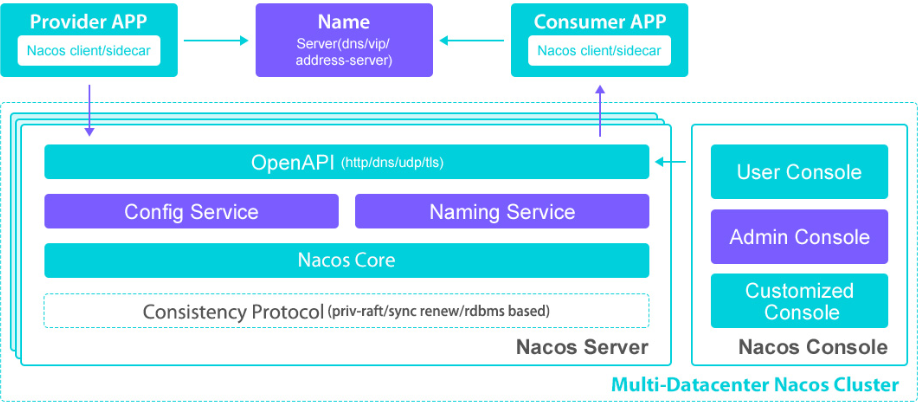 Provider APP
Nacos client/sidecar
Name
Server(dns/vip/
address-server)
Consumer APP
Nacos client/sidecar
OpenAPI (http/dns/udp/tls)
Config Service
Naming Service
Nacos Core
Consistency Protocol (priv-raft/sync renew/rdbms based)
Nacos Server
User Console
Admin Console
Customized
Console
Nacos Console
Multi-Datacenter Nacos Cluster